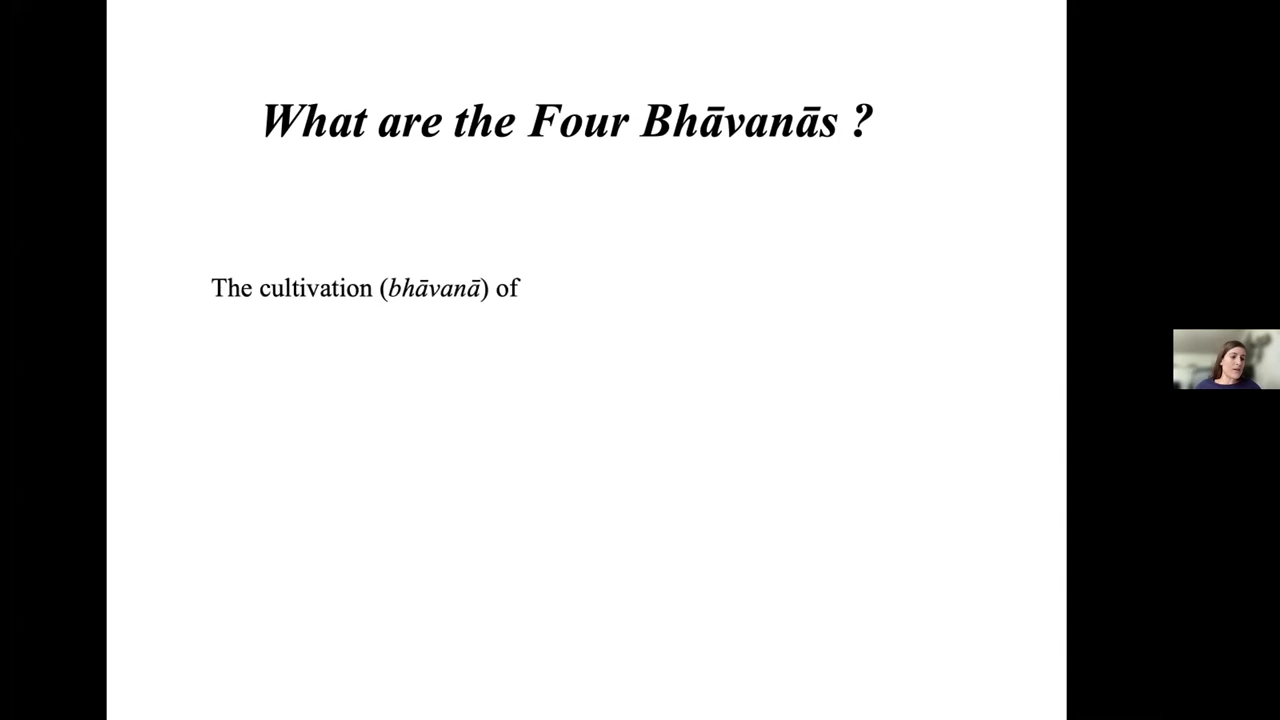 What are the Four Bhāvanās ?
The cultivation (bhāvanā) of